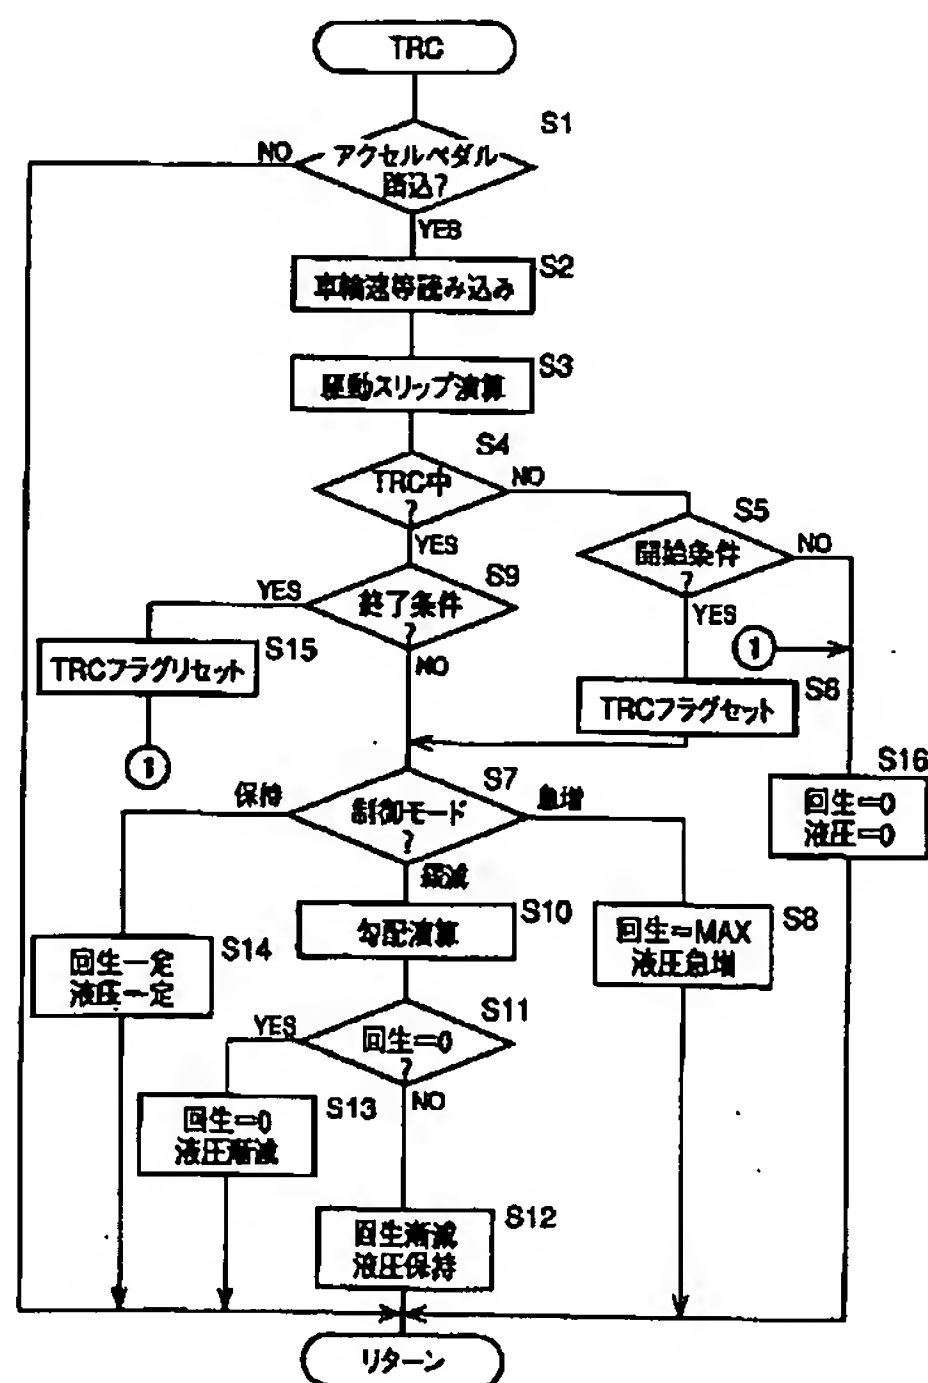 TRC
S1
NO
アクセルペダル
踏込?
YES
S2
車輪速等読み込み
S3
駆動スリップ演算
S4
TRC中
?
NO
YES
S5
開始条件
?
NO
YES
S9
YES
終了条件
?
NO
S15
TRCフラグリセット
1
1
S6
TRCフラグセット
S7
保持
制御モード
?
急増
緩減
S16
回生=0
液圧=0
S10
勾配演算
S8
回生=MAX
液圧急増
S14
回生一定
液圧一定
S11
YES
回生=0
?
NO
S13
回生=0
液圧漸減
S12
回生漸減
液圧保持
リターン